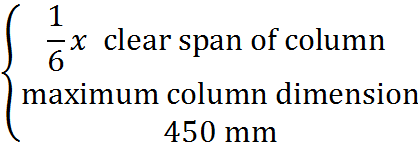 1/6 x clear span of column
maximum column dimension
450 mm